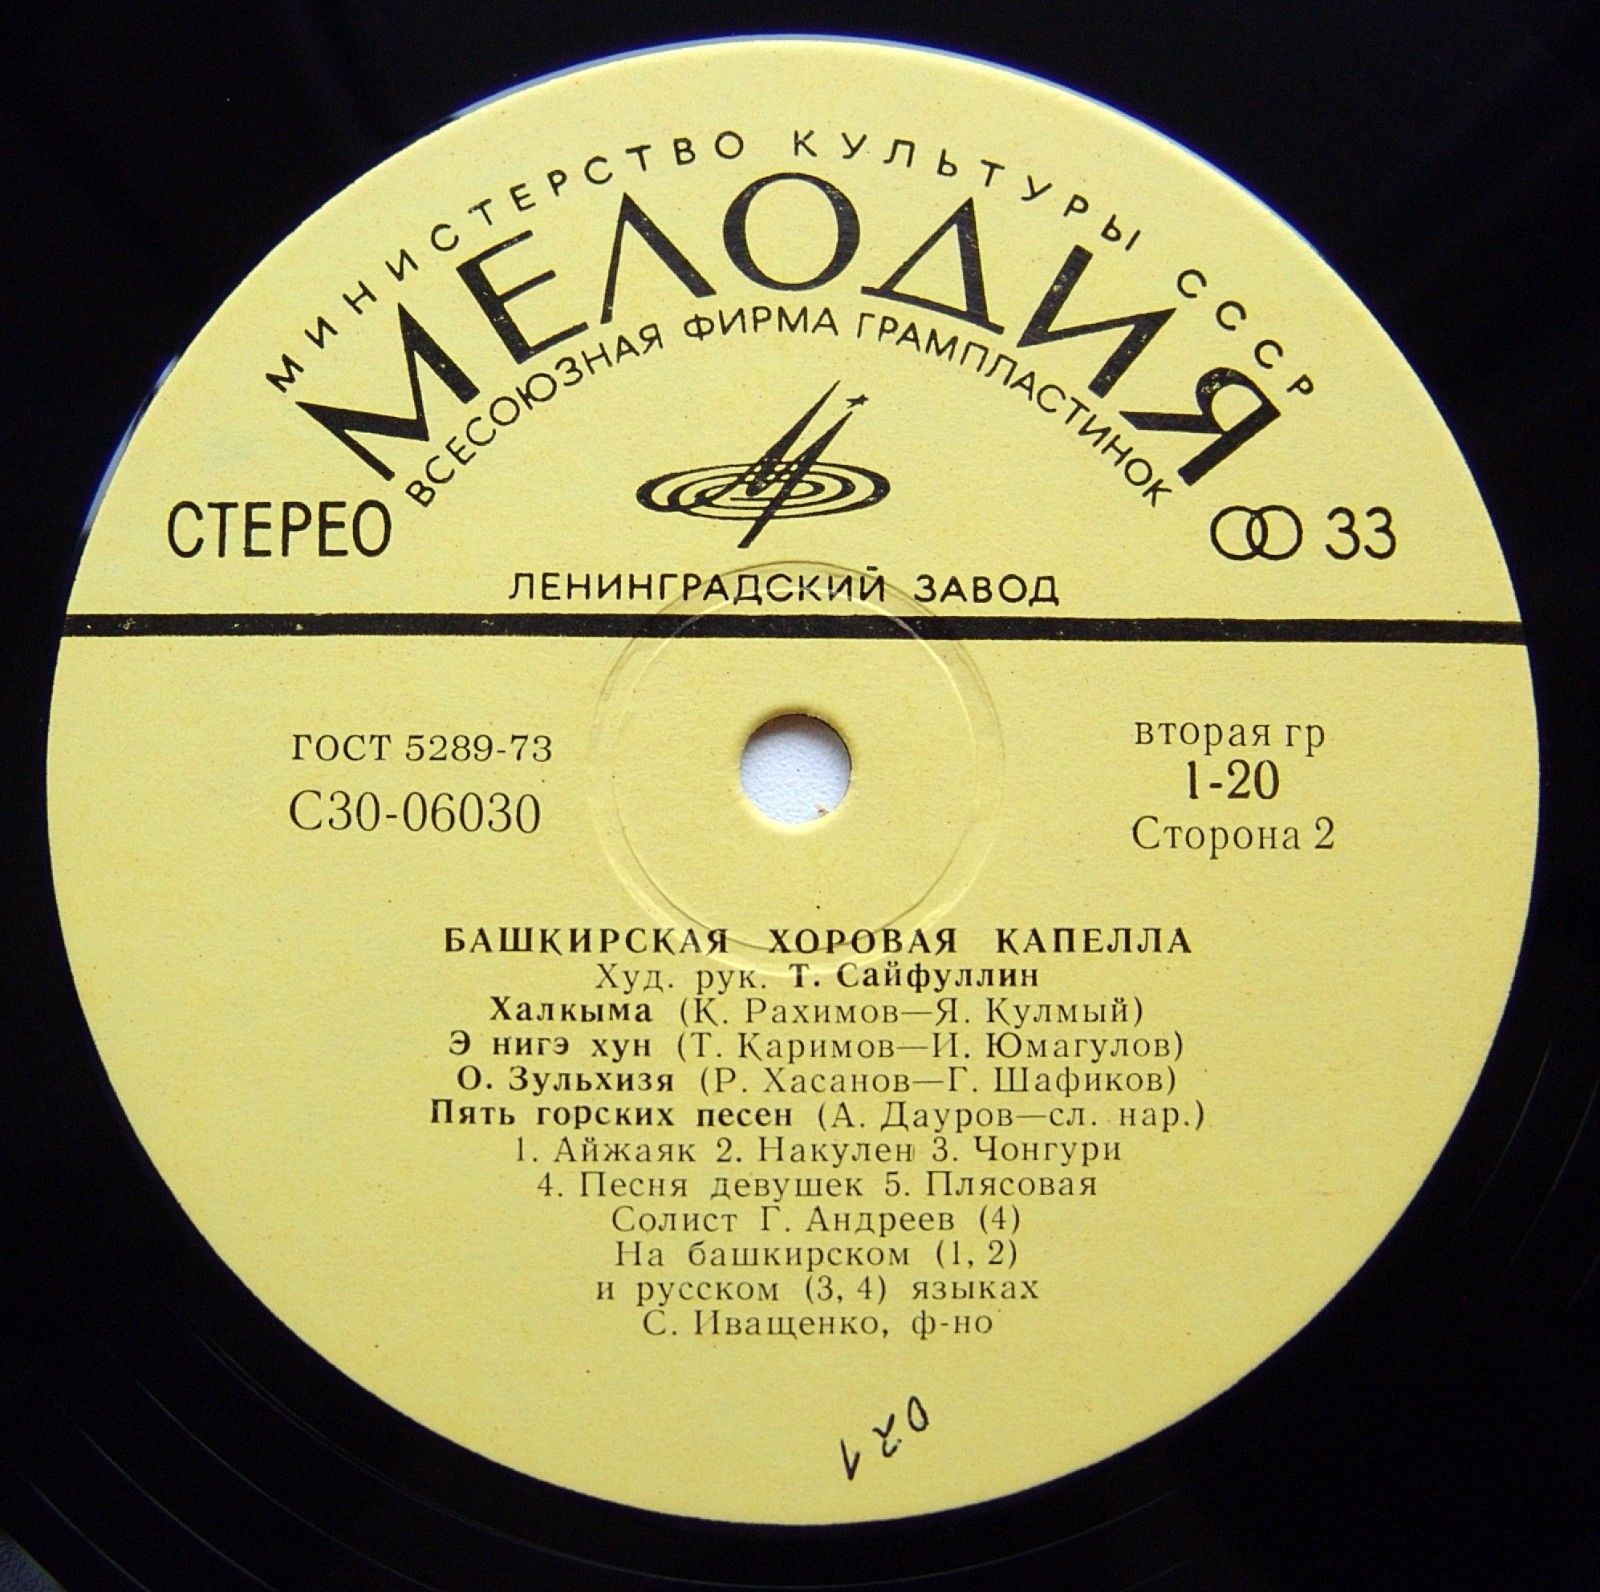 МИНИСТЕРСТВО КУЛЬТУРЫ СССР
МЕЛОДИЯ
ВСЕСОЮЗНАЯ ФИРМА ГРАМПЛАСТИНОК
СТЕРЕО
33
ЛЕНИНГРАДСКИЙ ЗАВОД
ГОСТ 5289-73
С30-06030
вторая гр
1-20
Сторона 2
БАШКИРСКАЯ ХОРОВАЯ КАПЕЛЛА
Худ. рук. Т. Сайфуллин
Халкыма (К. Рахимов—Я. Кулмый)
Э нигэ хун (Т. Каримов—И. Юмагулов)
О. Зульхизя (Р. Хасанов—Г. Шафиков)
Пять горских песен (А. Дауров—сл. нар.)
1. Айжаяк 2. Накулен 3. Чонгури
4. Песня девушек 5. Плясовая
Солист Г. Андреев (4)
На башкирском (1, 2)
и русском (3, 4) языках
С. Иващенко, ф-но